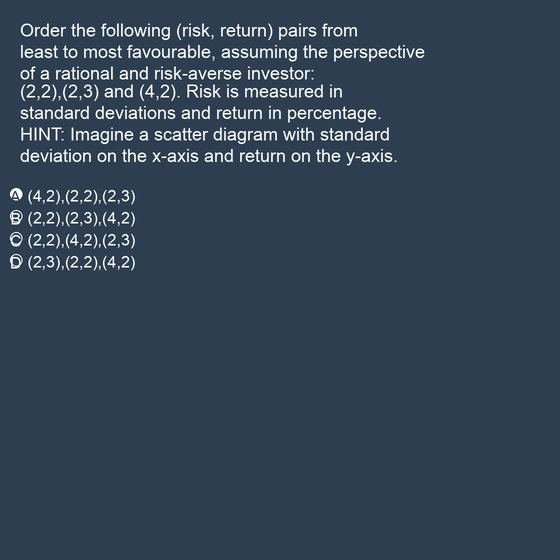 Order the following (risk, return) pairs from
least to most favourable, assuming the perspective
of a rational and risk-averse investor:
(2,2),(2,3) and (4,2). Risk is measured in
standard deviations and return in percentage.
HINT: Imagine a scatter diagram with standard
deviation on the x-axis and return on the y-axis.
A (4,2),(2,2),(2,3)
B (2,2),(2,3),(4,2)
C (2,2),(4,2),(2,3)
D (2,3),(2,2),(4,2)